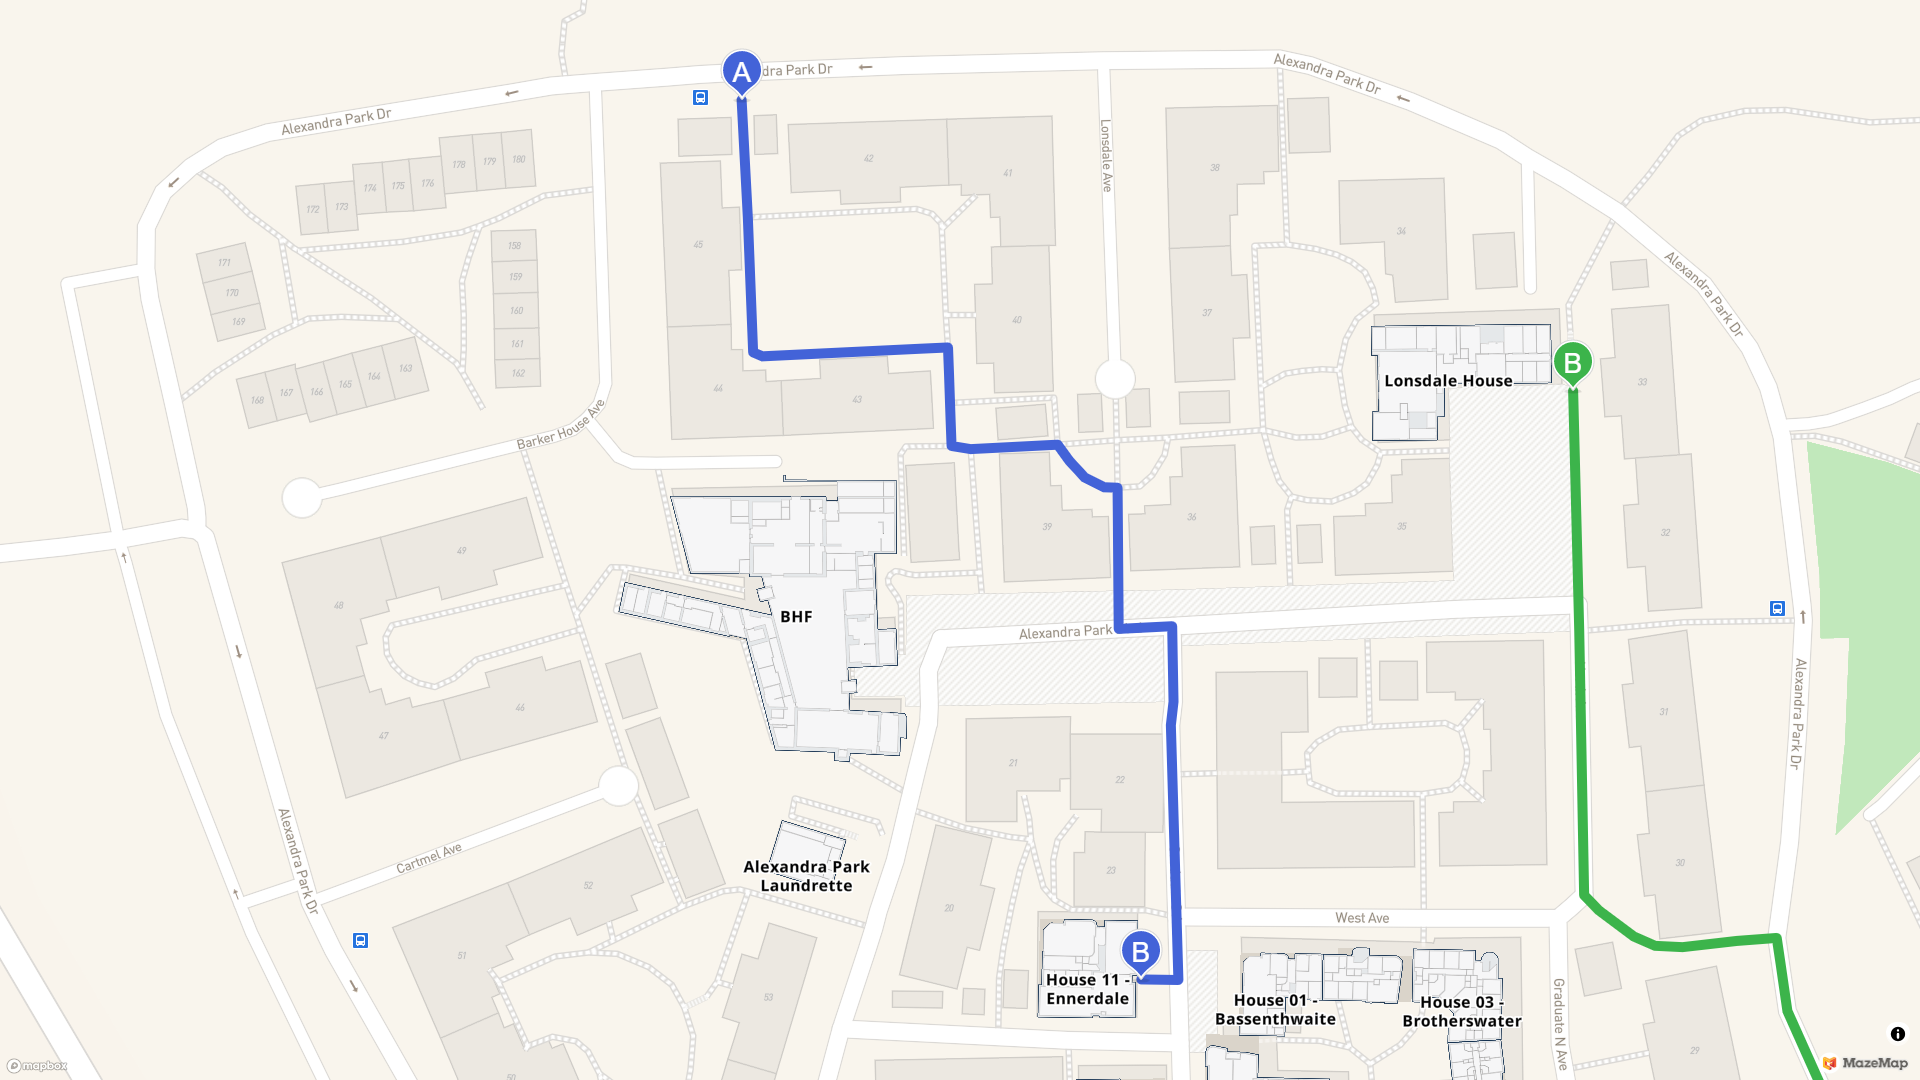 A
dra Park Dr
Alexandra Park Dr
Alexandra Park Dr
Lonsdale Ave
178
179
180
174
175
176
172
173
42
41
38
45
34
158
171
159
170
160
169
161
162
40
37
Alexandra Park Dr
B
33
Lonsdale House
168
167
166
165
164
163
44
43
Barker House Ave
39
36
35
32
49
48
BHF
Alexandra Park
46
47
31
Alexandra Park Dr
21
22
Alexandra Park Dr
Cartmel Ave
Alexandra Park
Laundrette
52
23
30
20
West Ave
51
B
House 11 -
Ennerdale
53
House 01 -
Bassenthwaite
House 03 -
Brotherswater
Graduate N Ave
29
50
mapbox
MazeMap